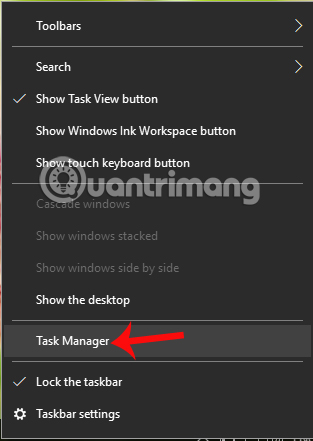 Toolbars
Search
Show Task View button
Show Windows Ink Workspace button
Show touch keyboard button
Quantrimang
Cascade windows
Show windows stacked
Show windows side by side
Show the desktop
Task Manager
Lock the taskbar
Taskbar settings